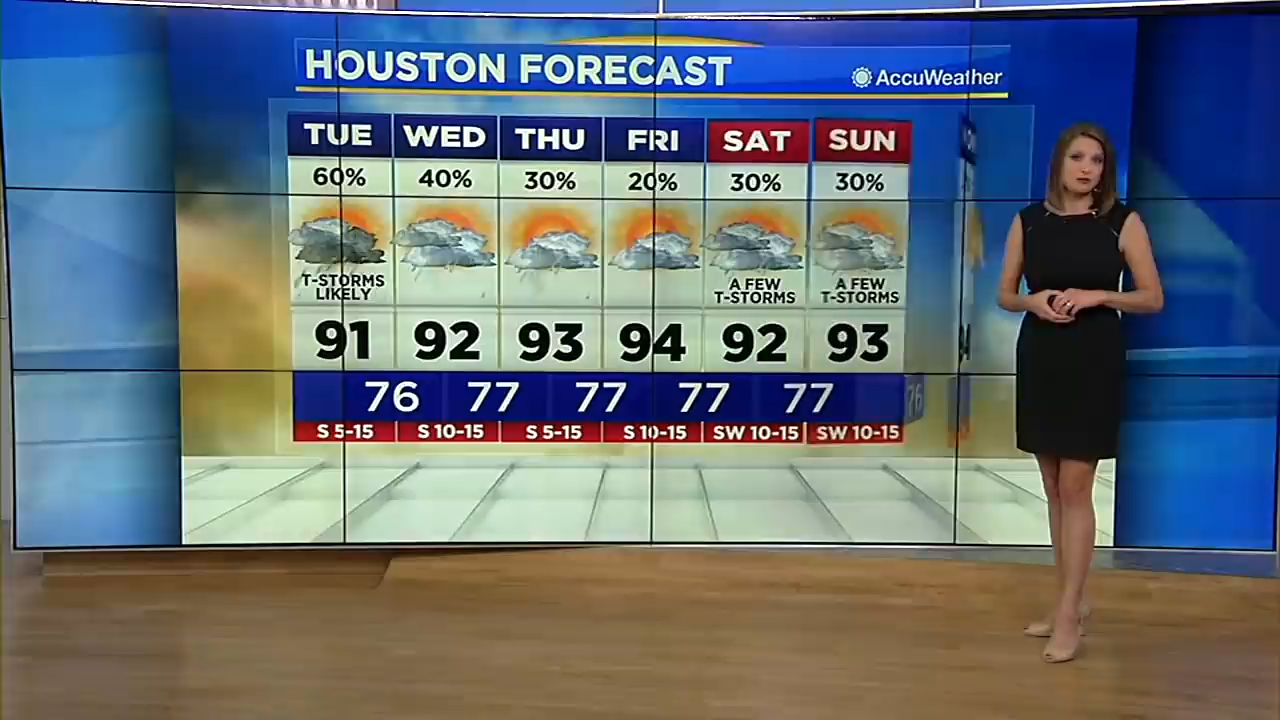 HOUSTON FORECAST
AccuWeather
TUE WED THU FRI SAT SUN
60% 40% 30% 20% 30% 30%
T-STORMS
LIKELY
A FEW
T-STORMS
A FEW
T-STORMS
91 92 93 94 92 93
76 77 77 77 77 76
S 5-15 S 10-15 S 5-15 S 10-15 SW 10-15 SW 10-15